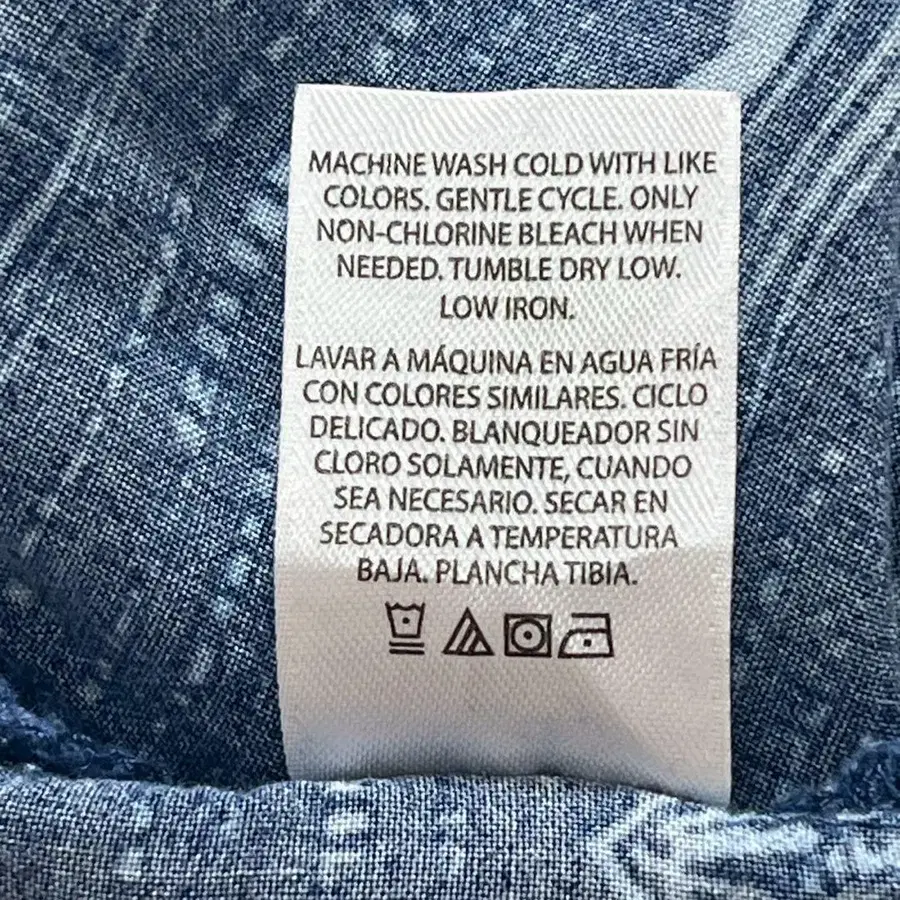 MACHINE WASH COLD WITH LIKE
COLORS. GENTLE CYCLE. ONLY
NON-CHLORINE BLEACH WHEN
NEEDED. TUMBLE DRY LOW.
LOW IRON.
LAVAR A MÁQUINA EN AGUA FRÍA
CON COLORES SIMILARES. CICLO
DELICADO. BLANQUEADOR SIN
CLORO SOLAMENTE, CUANDO
SEA NECESARIO. SECAR EN
SECADORA A TEMPERATURA
BAJA. PLANCHA TIBIA.